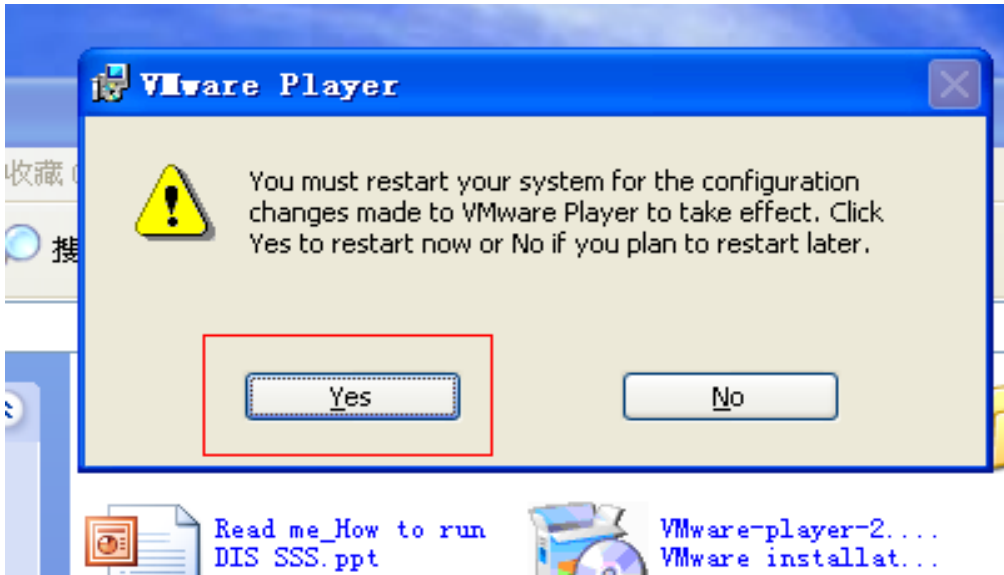 VMware Player
收藏
You must restart your system for the configuration
changes made to VMware Player to take effect. Click
Yes to restart now or No if you plan to restart later.
搜
Yes
No
Read me_How to run
DIS SSS.ppt
VMware-player-2....
VMware installat...